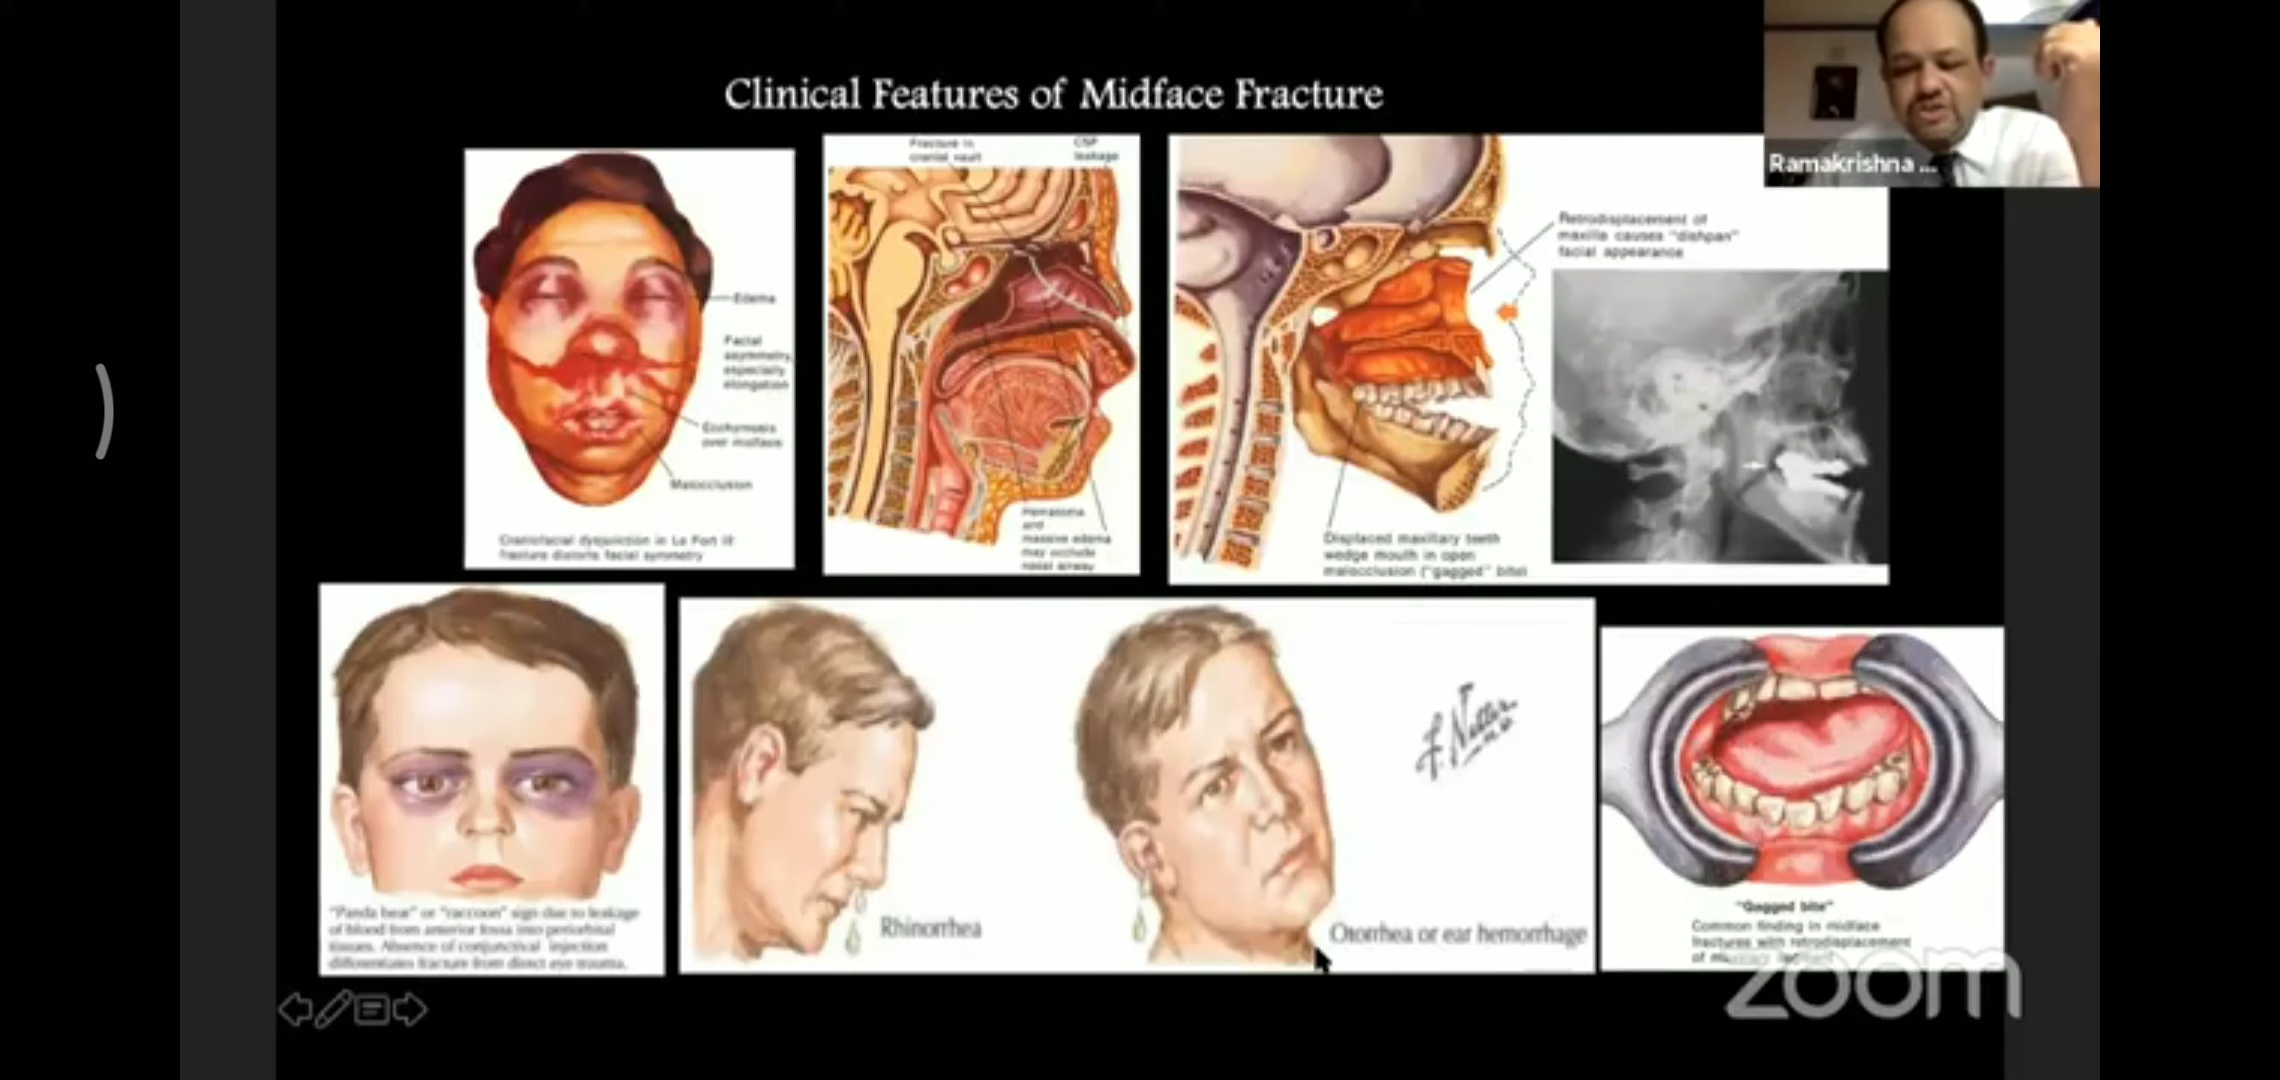 Clinical Features of Midface Fracture
Ramakrishna ...
Fracture in
cranial vault
CSF
leakage
Retrodisplacement of
maxilla causes "dishpan"
facial appearance
Edema
Facial
asymmetry,
especially
elongation
Ecchymosis
over midface
Malocclusion
Craniofacial dysjunction in Le Fort III
fracture distorts facial symmetry
Hematoma
and
massive edema
may occlude
nasal airway
Displaced maxillary teeth
wedge mouth in open
malocclusion ("gagged" bite)
"Panda bear" or "raccoon" sign due to leakage
of blood from anterior fossa into periorbital
tissues. Absence of conjunctival injection
differentiates fracture from direct eye trauma.
Rhinorrhea
Otorrhea or ear hemorrhage
F. Netter
M.D.
"Gagged bite"
Common finding in midface
fractures with retrodisplacement
of
zoom